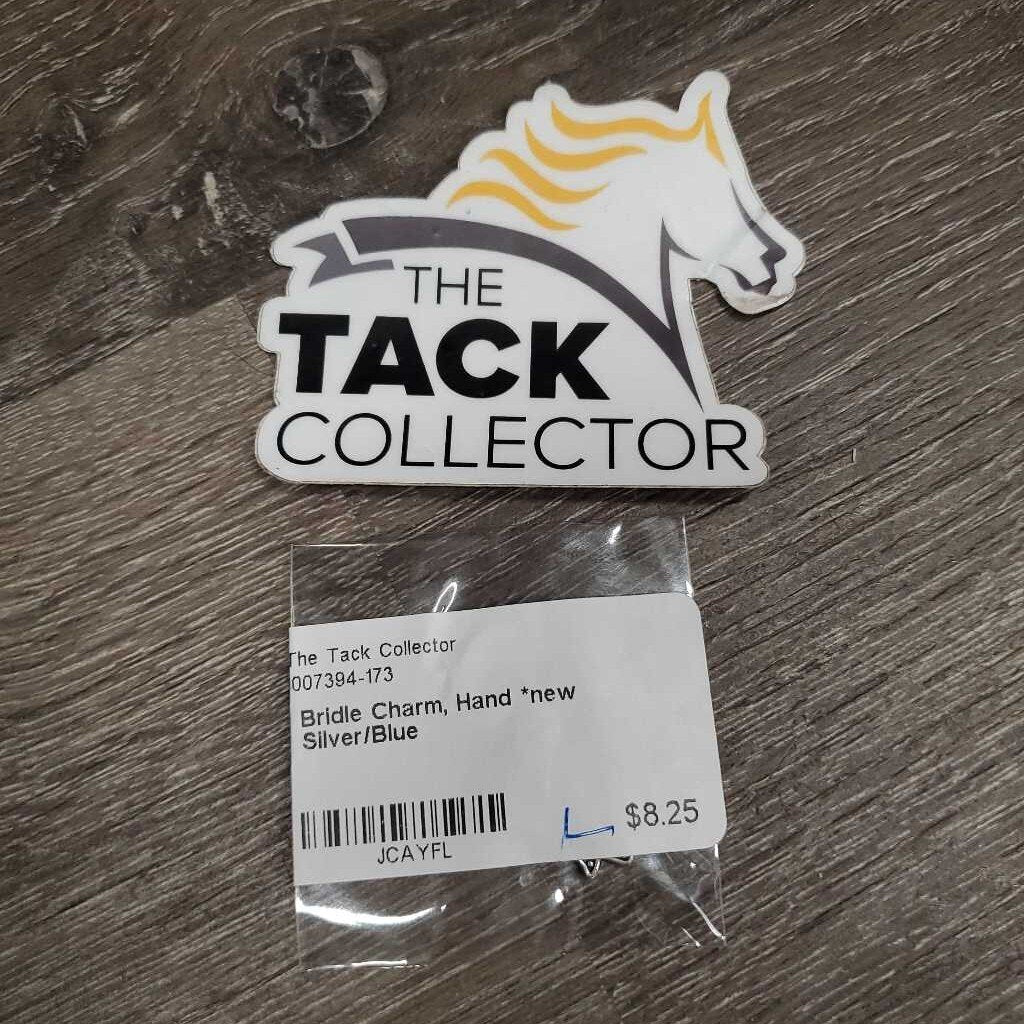 THE
TACK
COLLECTOR
The Tack Collector
007394-173
Bridle Charm, Hand *new
Silver/Blue
$8.25
JCAYFL